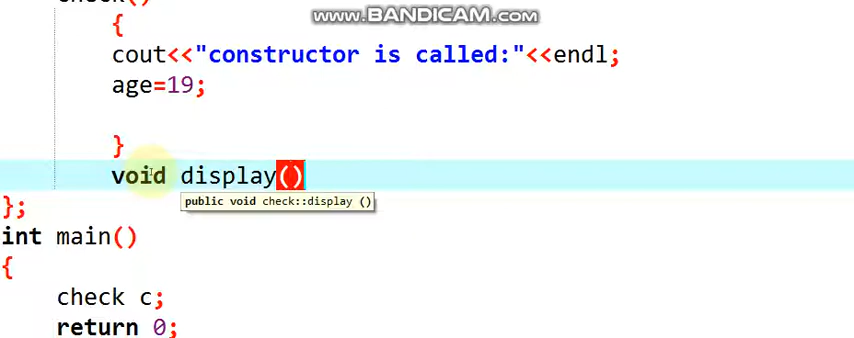 www.BANDICAM.com
check()
{
cout<<"constructor is called:"<<endl;
age=19;
}
void display()
public void check::display ()
};
int main()
{
check c;
return 0;